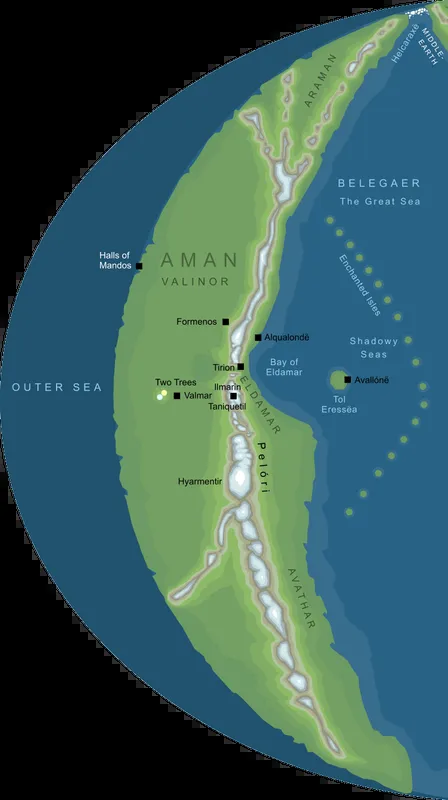 Helcaraxë
MIDDLE-
EARTH
ARAMAN
BELEGAER
The Great Sea
Halls of
Mandos
AMAN
VALINOR
Enchanted Isles
Formenos
Alqualondë
Shadowy
Seas
Bay of
Eldamar
Tirion
OUTER SEA
Two Trees
Valmar
Ilmarin
Taniquetil
ELDAMAR
Avallónë
Tol
Eresseä
Pelóri
Hyarmentir
AVATHAR